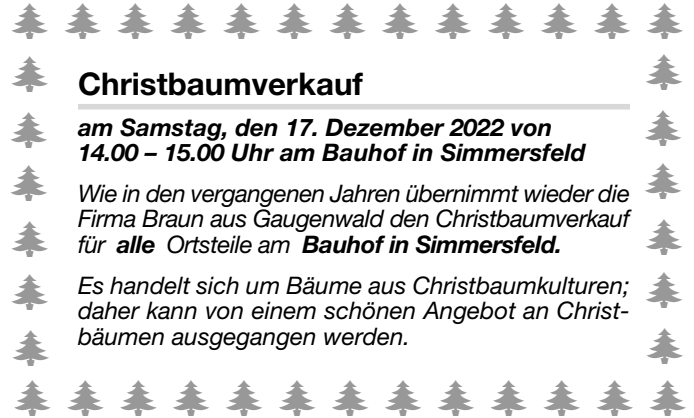 Christbaumverkauf
am Samstag, den 17. Dezember 2022 von
14.00 – 15.00 Uhr am Bauhof in Simmersfeld
Wie in den vergangenen Jahren übernimmt wieder die
Firma Braun aus Gaugenwald den Christbaumverkauf
für alle Ortsteile am Bauhof in Simmersfeld.
Es handelt sich um Bäume aus Christbaumkulturen;
daher kann von einem schönen Angebot an Christ-
bäumen ausgegangen werden.